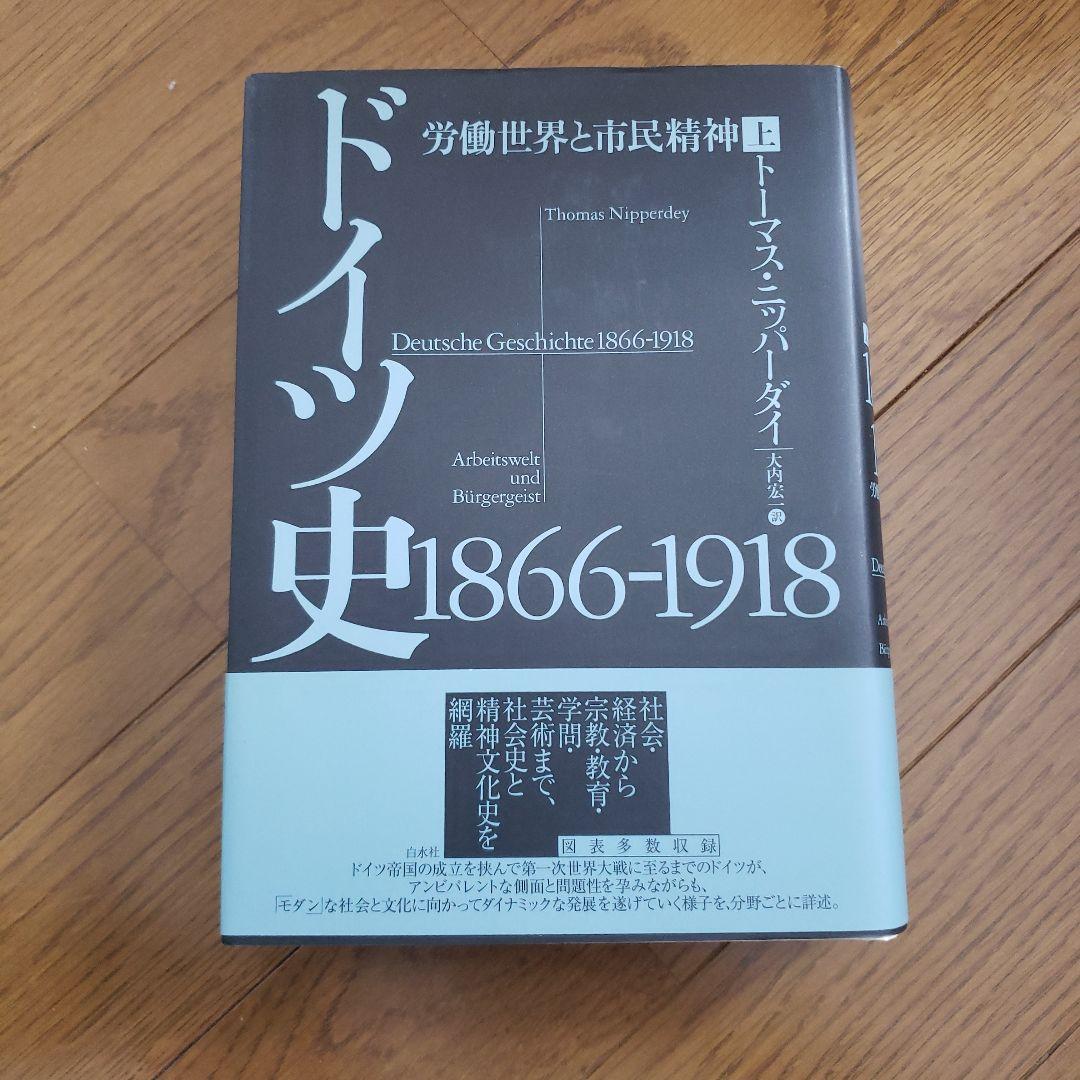 ドイツ史
1866-1918
労働世界と市民精神 上
トーマス・ニッパーダイ
大内宏一 訳
Thomas Nipperdey
Deutsche Geschichte 1866-1918
Arbeitswelt
und
Bürgergeist
社会・
経済から
宗教・教育・
学問・
芸術まで、
社会史と
精神文化史を
網羅
図表多数収録
白水社
ドイツ帝国の成立を挟んで第一次世界大戦に至るまでのドイツが、
アンビバレントな側面と問題性を孕みながらも、
「モダン」な社会と文化に向かってダイナミックな発展を遂げていく様子を、分野ごとに詳述。